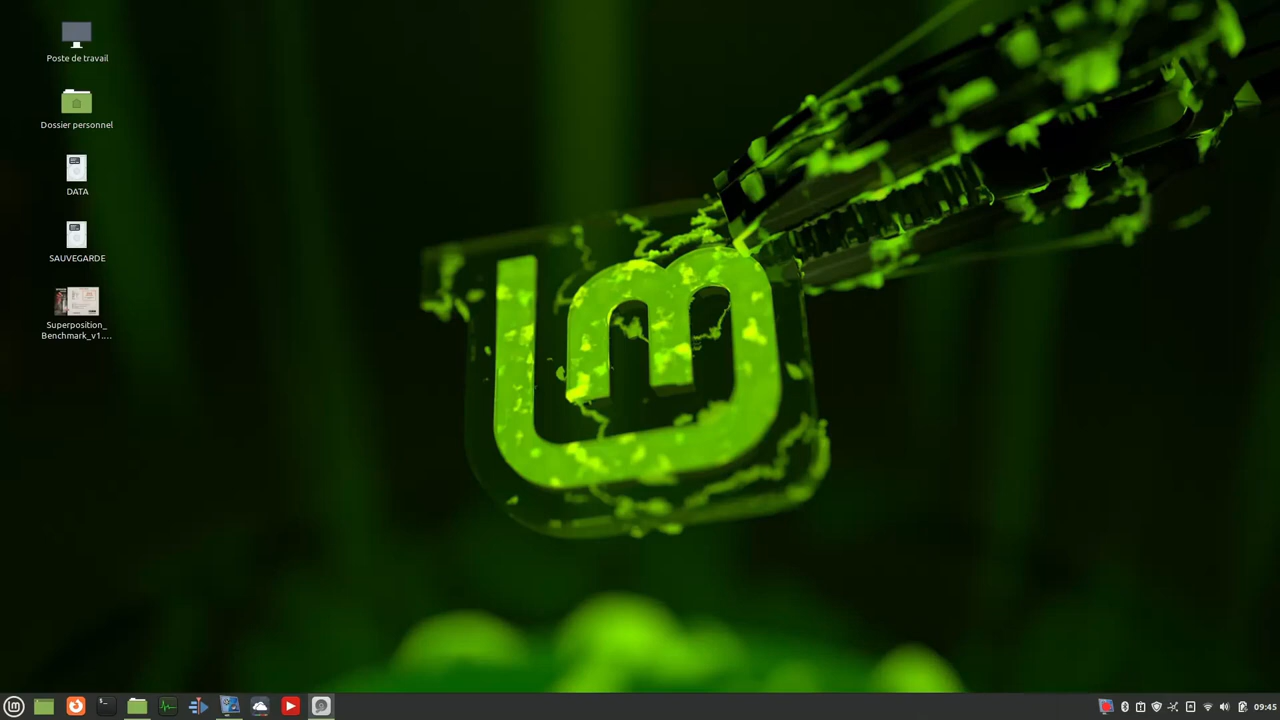 Poste de travail
Dossier personnel
DATA
SAUVEGARDE
Superposition_
Benchmark_v1....
09:45